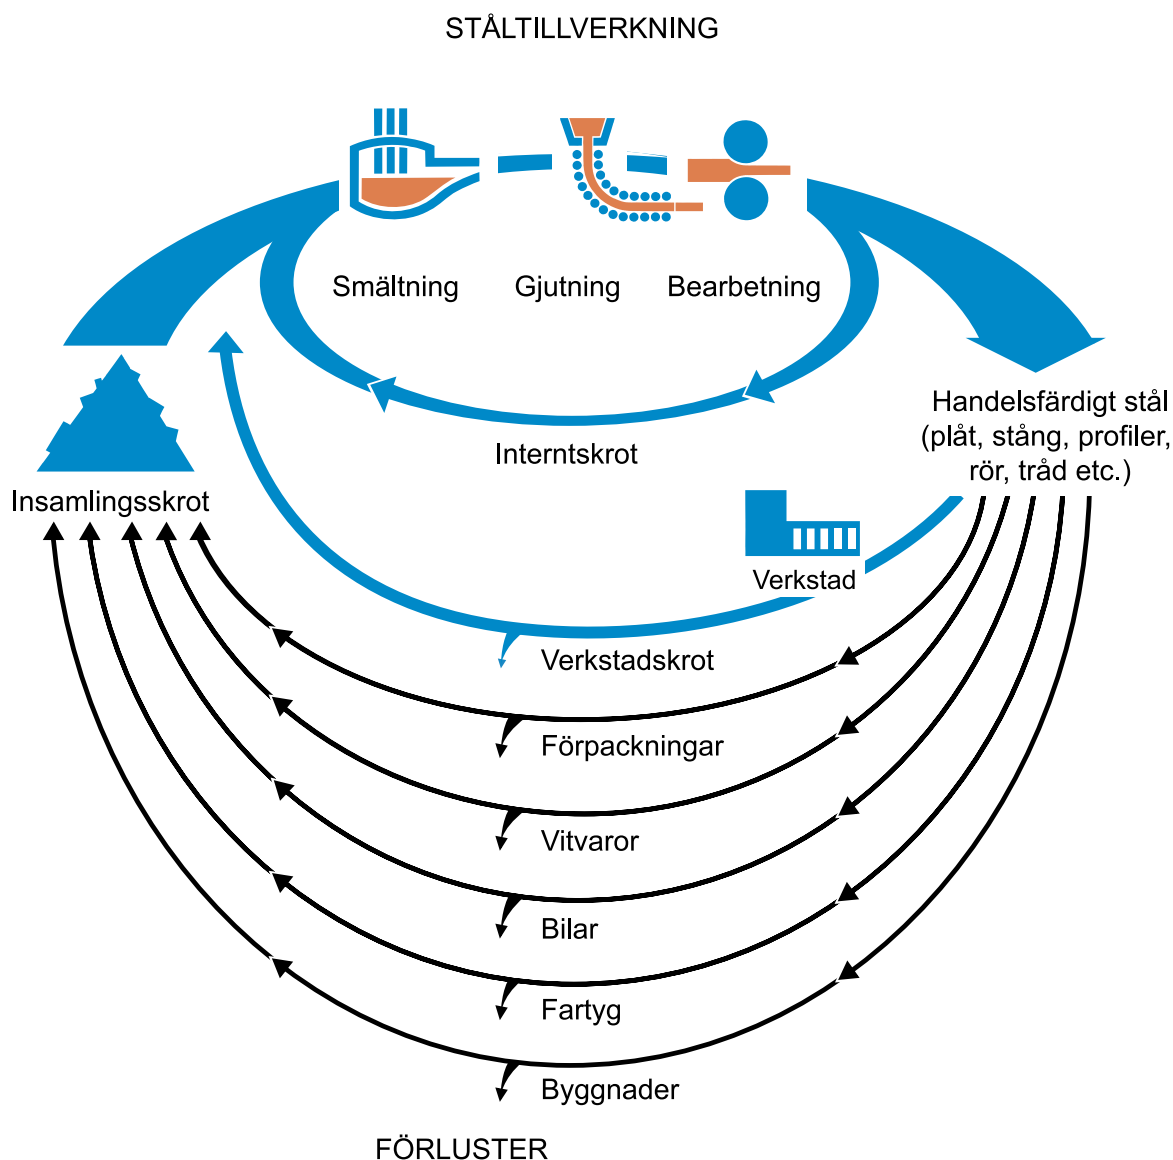 STÅLTILLVERKNING
Smältning
Gjutning
Bearbetning
Handelsfärdigt stål
(plåt, stång, profiler,
rör, tråd etc.)
Interntskrot
Insamlingsskrot
Verkstad
Verkstadskrot
Förpackningar
Vitvaror
Bilar
Fartyg
Byggnader
FÖRLUSTER